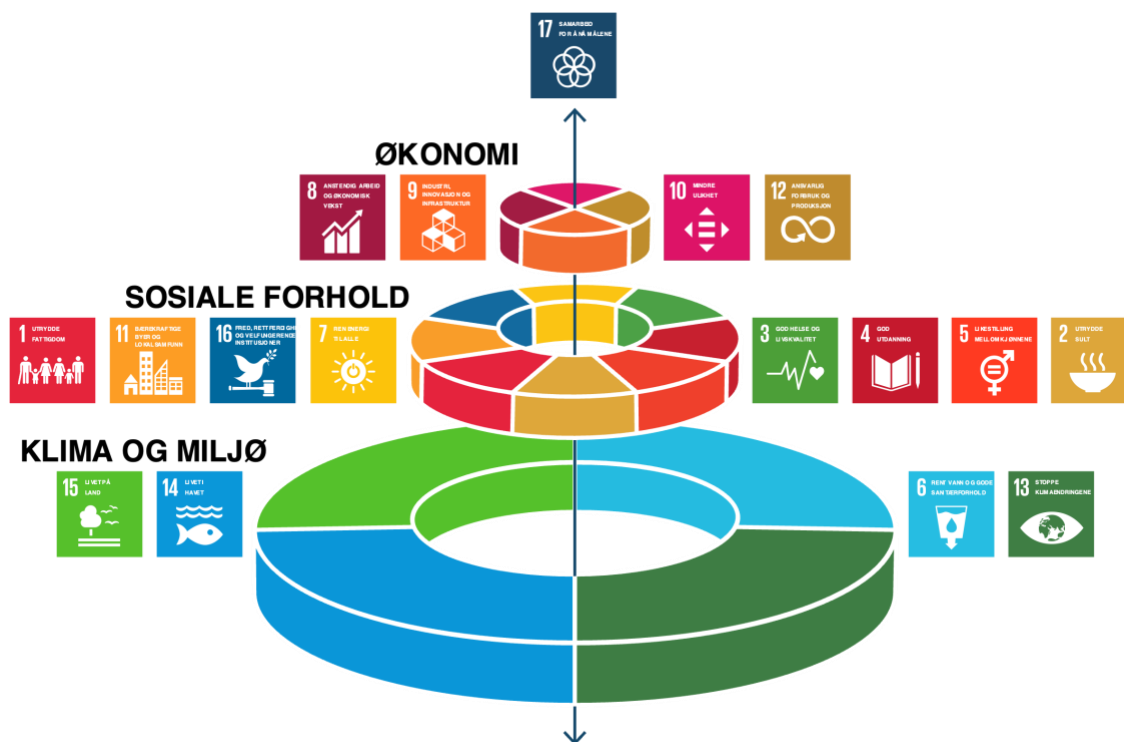 17 SAMARBEID
FOR Å NÅ MÅLENE
ØKONOMI
8 ANSTENDIG ARBEID
OG ØKONOMISK
VEKST
9 INDUSTRI,
INNOVASJON OG
INFRASTRUKTUR
10 MINDRE
ULIKHET
12 ANSVARLIG
FORBRUK OG
PRODUKSJON
SOSIALE FORHOLD
1 UTRYDDE
FATTIGDOM
11 BÆREKRAFTIGE
BYER OG
LOKALSAMFUNN
16 FRED, RETTFERDIGHE
OG VELFUNGERENDE
INSTITUSJONER
7 REN ENERGI
TIL ALLE
3 GOD HELSE OG
LIVSKVALITET
4 GOD
UTDANNING
5 LIKESTILLING
MELLOM KJØNNENE
2 UTRYDDE
SULT
KLIMA OG MILJØ
15 LIVET PÅ
LAND
14 LIVET I
HAVET
6 RENT VANN OG GODE
SANITÆRFORHOLD
13 STOPPE
KLIMAENDRINGENE